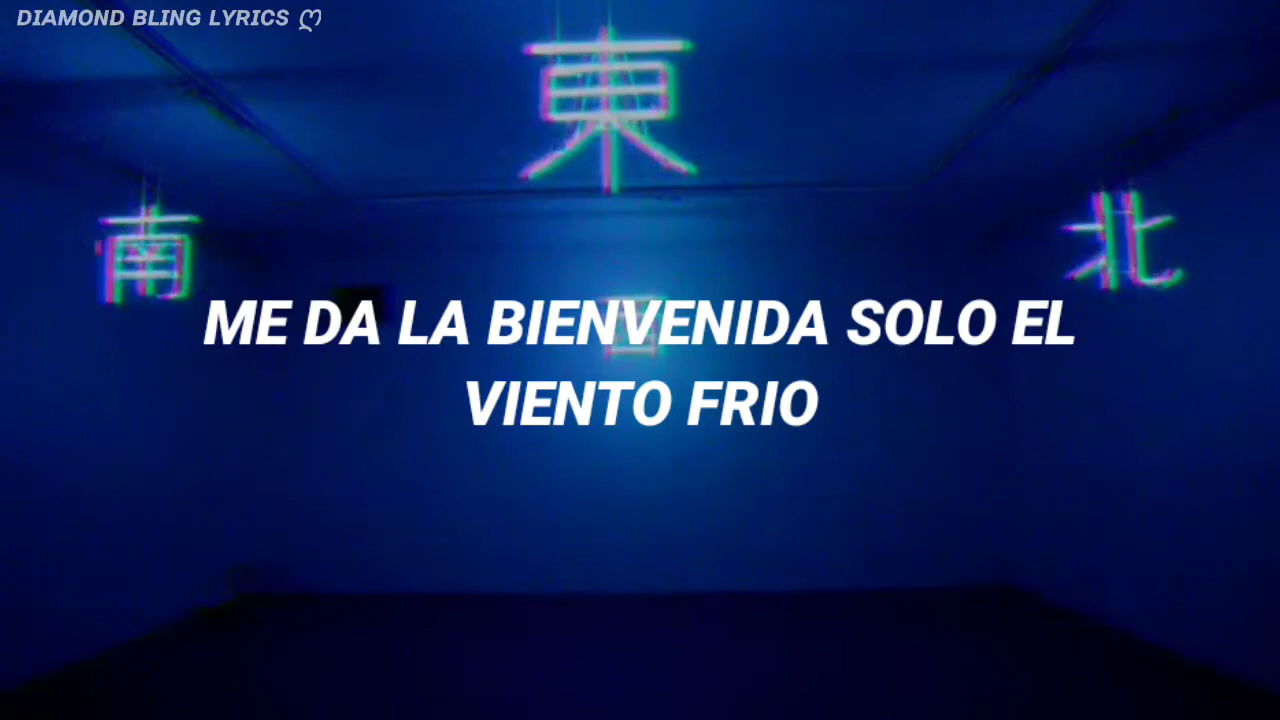 DIAMOND BLING LYRICS ღ
東
南
北
ME DA LA BIENVENIDA SOLO EL
VIENTO FRIO